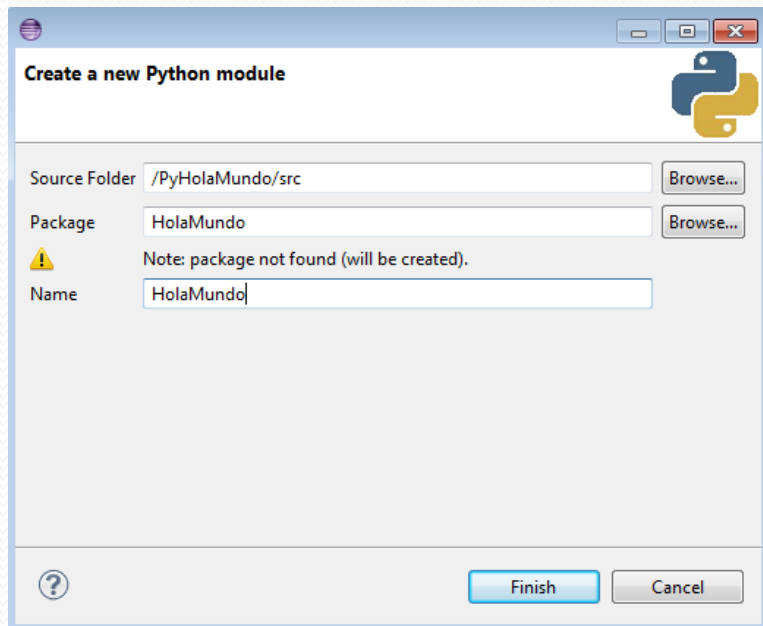 Create a new Python module
Source Folder /PyHolaMundo/src Browse...
Package HolaMundo Browse...
Note: package not found (will be created).
Name HolaMundo
? Finish Cancel